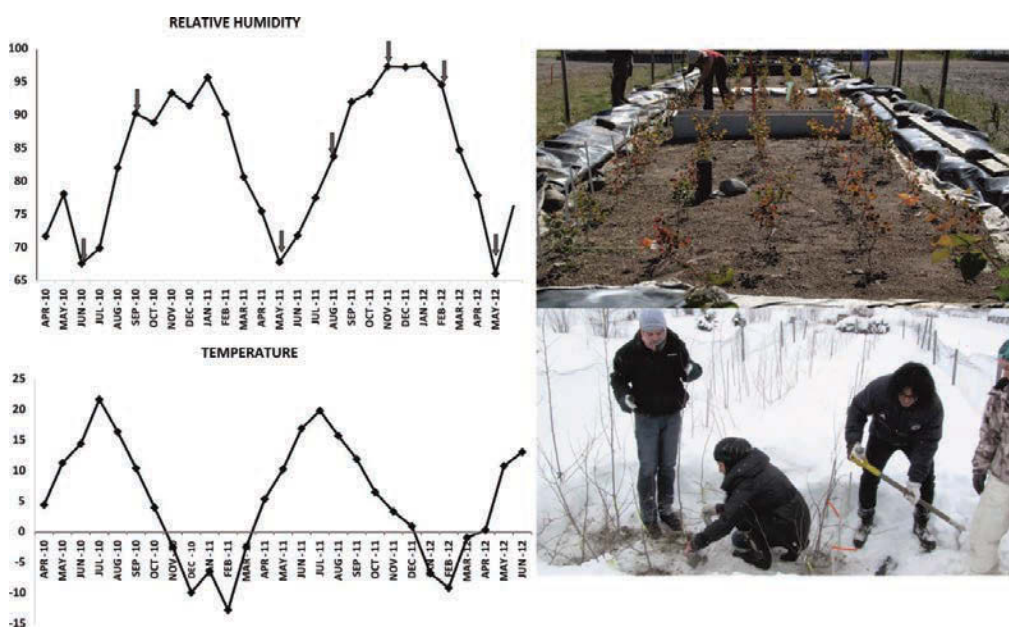 RELATIVE HUMIDITY
100
95
90
85
80
75
70
65
APR -10
MAY -10
JUN -10
JUL -10
AUG -10
SEP -10
OCT -10
NOV -10
DEC -10
JAN -11
FEB -11
MAR -11
APR -11
MAY -11
JUN -11
JUL -11
AUG -11
SEP -11
OCT -11
NOV -11
DEC -11
JAN -12
FEB -12
MAR -12
APR -12
MAY -12
TEMPERATURE
25
20
15
10
5
0
-5
-10
-15
APR -10
MAY -10
JUN -10
JUL -10
AUG -10
SEP -10
OCT -10
NOV -10
DEC -10
JAN -11
FEB -11
MAR -11
APR -11
MAY -11
JUN -11
JUL -11
AUG -11
SEP -11
OCT -11
NOV -11
DEC -11
JAN -12
FEB -12
MAR -12
APR -12
MAY -12
JUN -12